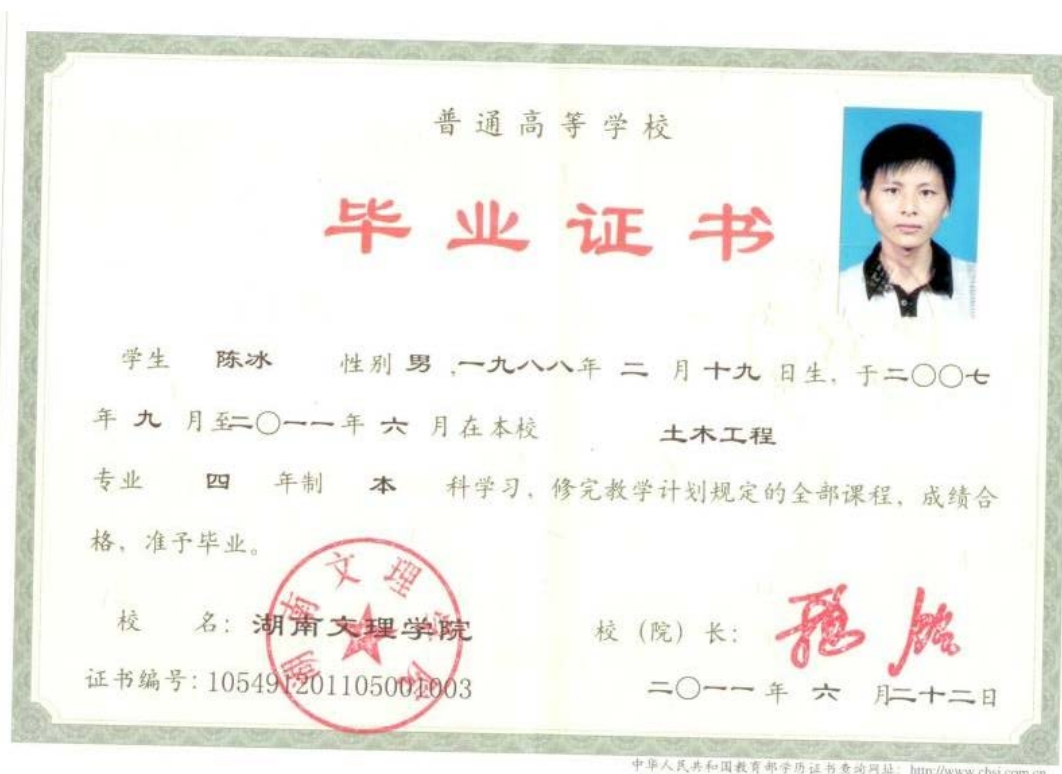 普通高等学校
毕业证书
学生 陈冰 性别 男 ,一九八八年 二 月 十九 日生, 于二〇〇七
年 九 月至二〇一一年 六 月在本校 土木工程
专业 四 年制 本 科学习, 修完教学计划规定的全部课程, 成绩合
格, 准予毕业。
湖南文理学院
校 名: 湖南文理学院
校 (院) 长:
证书编号: 105491201105001003
二〇一一 年 六 月二十二日
中华人民共和国教育部学历证书查询网址: http://www.chsi.com.cn